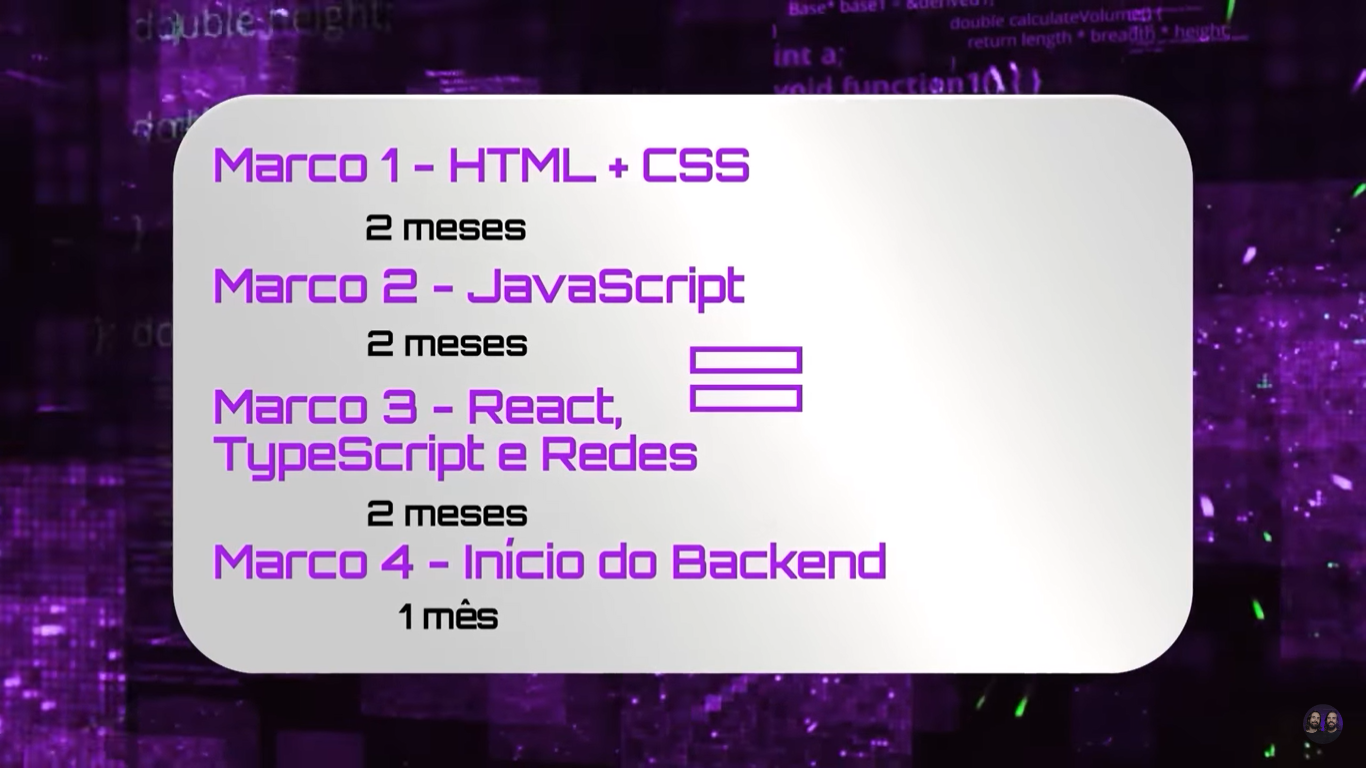 double height;
Base* base1 = &derived;
double calculateVolume() {
return length * breadth * height;
int a;
void function10() {}
Marco 1 - HTML + CSS
2 meses
Marco 2 - JavaScript
2 meses
Marco 3 - React,
TypeScript e Redes
2 meses
Marco 4 - Início do Backend
1 mês